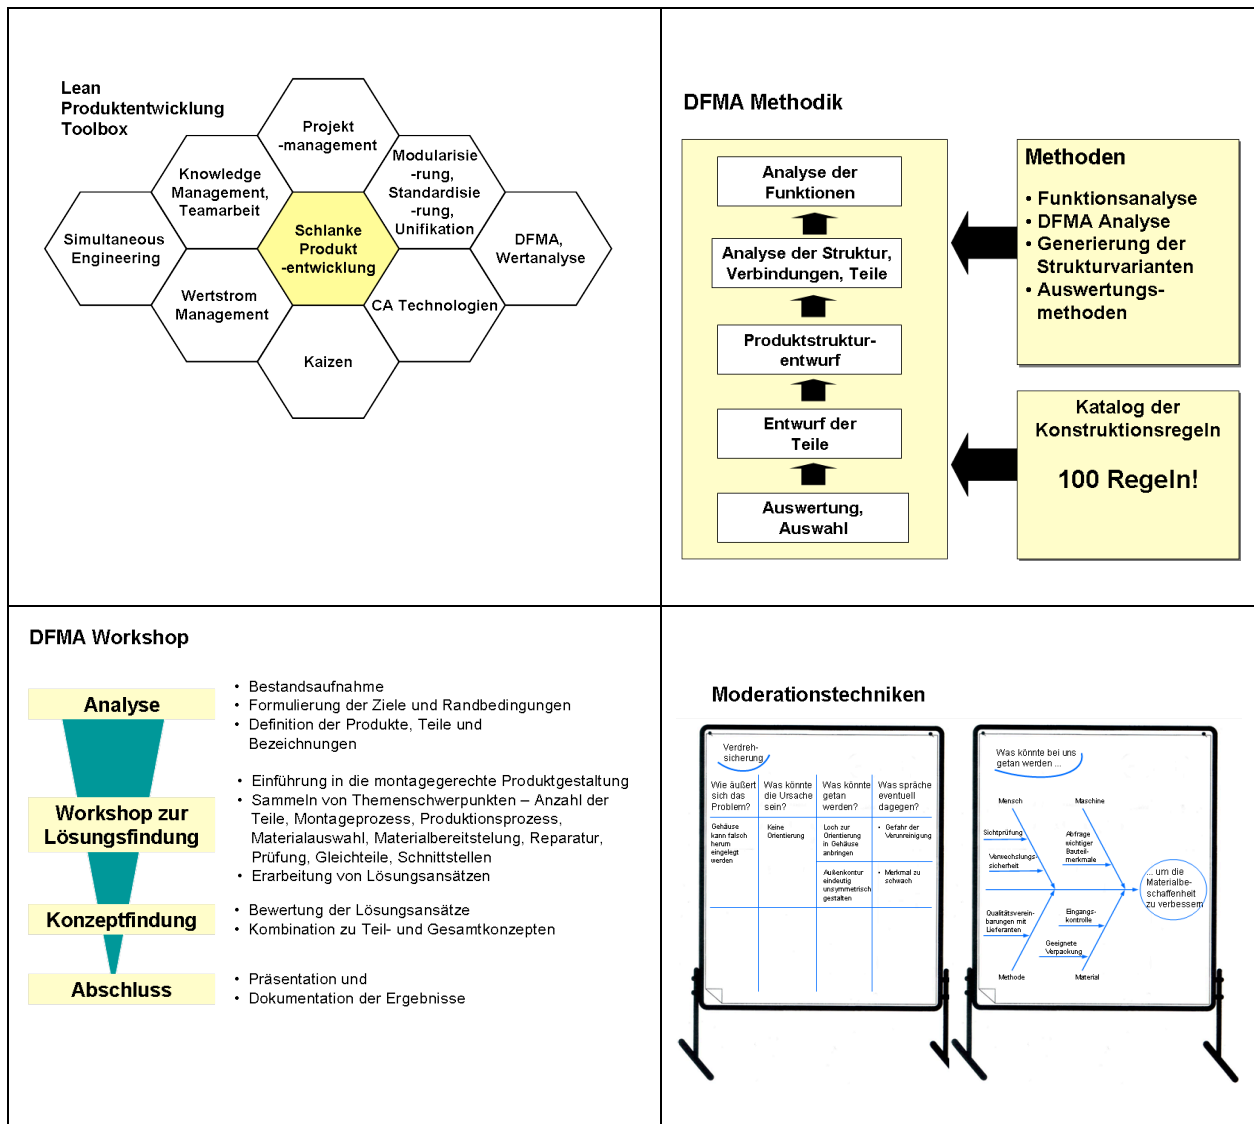 Lean
Produktentwicklung
Toolbox
Projekt
-management
Knowledge
Management,
Teamarbeit
Modularisie
-rung,
Standardisie
-rung,
Unifikation
Simultaneous
Engineering
Schlanke
Produkt
-entwicklung
DFMA,
Wertanalyse
Wertstrom
Management
CA Technologien
Kaizen
DFMA Methodik
Analyse der
Funktionen
Analyse der Struktur,
Verbindungen, Teile
Produktstruktur-
entwurf
Entwurf der
Teile
Auswertung,
Auswahl
Methoden
• Funktionsanalyse
• DFMA Analyse
• Generierung der
Strukturvarianten
• Auswertungs-
methoden
Katalog der
Konstruktionsregeln
100 Regeln!
DFMA Workshop
Analyse
• Bestandsaufnahme
• Formulierung der Ziele und Randbedingungen
• Definition der Produkte, Teile und
Bezeichnungen
Workshop zur
Lösungsfindung
• Einführung in die montagegerechte Produktgestaltung
• Sammeln von Themenschwerpunkten – Anzahl der
Teile, Montageprozess, Produktionsprozess,
Materialauswahl, Materialbereitstelung, Reparatur,
Prüfung, Gleichteile, Schnittstellen
• Erarbeitung von Lösungsansätzen
Konzeptfindung
• Bewertung der Lösungsansätze
• Kombination zu Teil- und Gesamtkonzepten
Abschluss
• Präsentation und
• Dokumentation der Ergebnisse
Moderationstechniken
Verdreh-
sicherung
Wie äußert
sich das
Problem?
Was könnte
die Ursache
sein?
Was könnte
getan
werden?
Was spräche
eventuell
dagegen?
Gehäuse
kann falsch
herum
eingelegt
werden
Keine
Orientierung
Loch zur
Orientierung
in Gehäuse
anbringen
• Gefahr der
Verunreinigung
Außenkontur
eindeutig
unsymmetrisch
gestalten
• Merkmal zu
schwach
Was könnte bei uns
getan werden ...
Mensch
Maschine
Sichtprüfung
Verwechslungs-
sicherheit
Abfrage
wichtiger
Bauteil-
merkmale
... um die
Materialbe-
schaffenheit
zu verbessern
Qualitätsverein-
barungen mit
Lieferanten
Eingangs-
kontrolle
Geeignete
Verpackung
Methode
Material